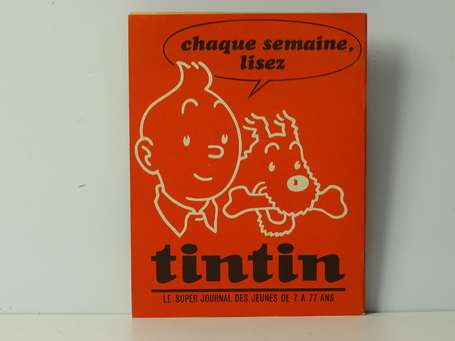 chaque semaine,
lisez
tintin
LE SUPER JOURNAL DES JEUNES DE 7 A 77 ANS